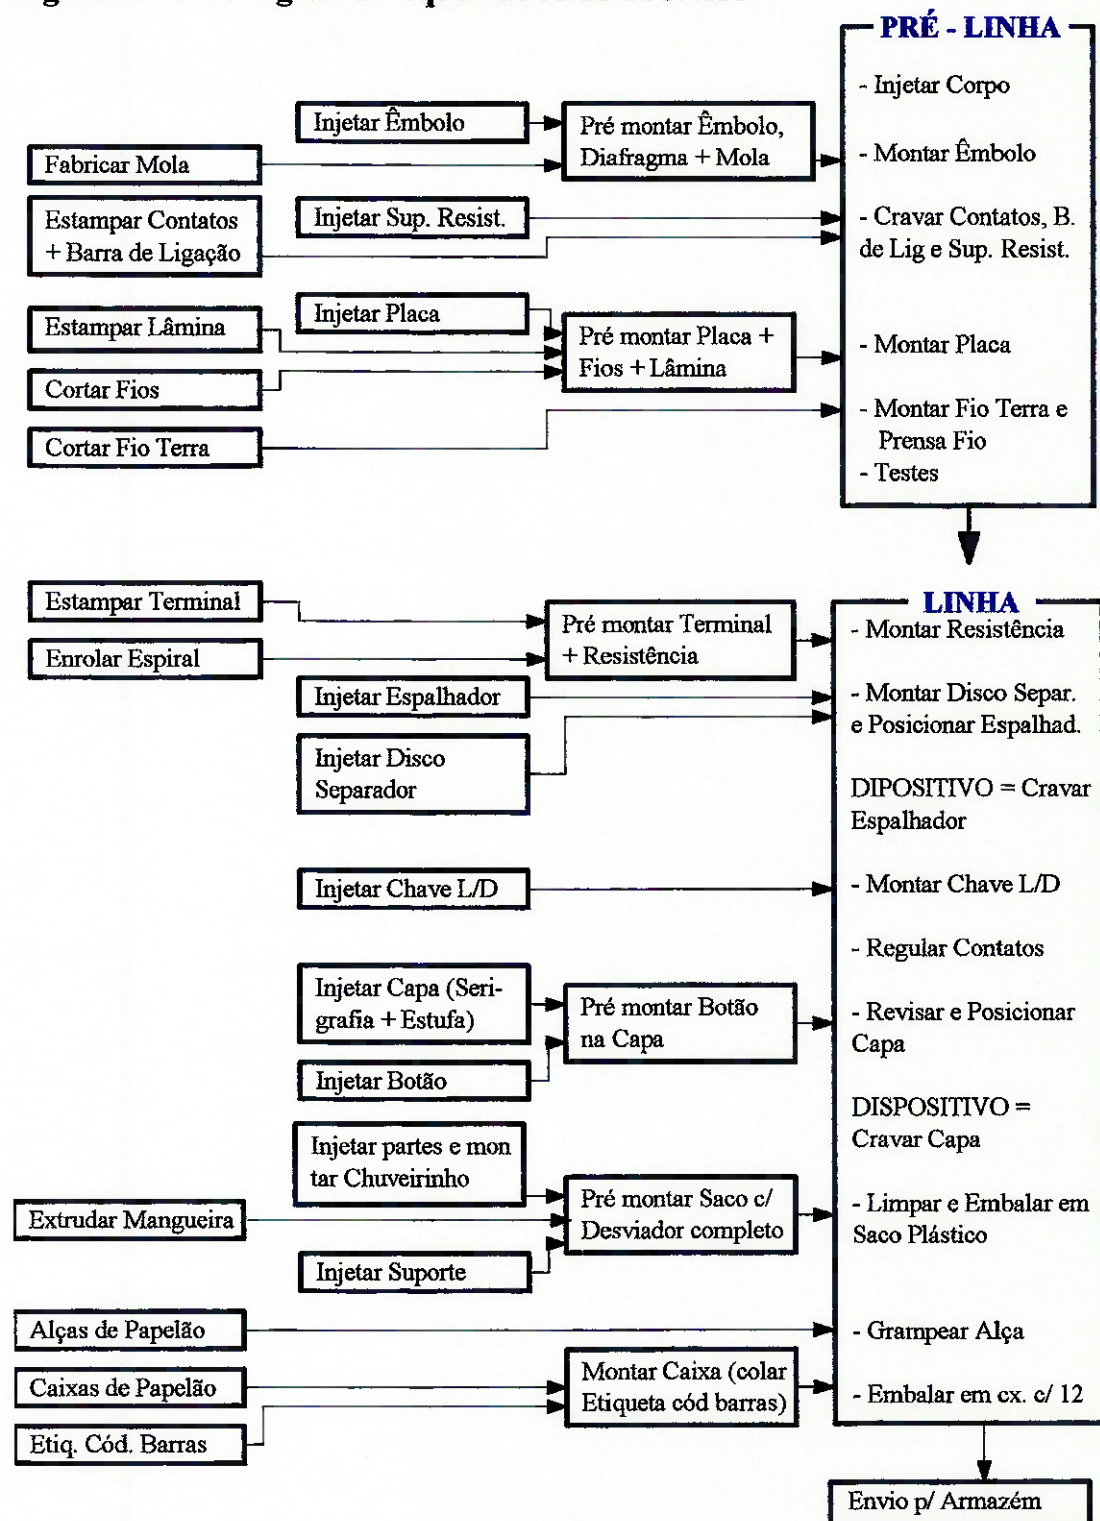 PRÉ - LINHA
- Injetar Corpo
Injetar Êmbolo
Pré montar Êmbolo,
Diafragma + Mola
- Montar Êmbolo
Fabricar Mola
Estampar Contatos
+ Barra de Ligação
Injetar Sup. Resist.
- Cravar Contatos, B.
de Lig e Sup. Resist.
Injetar Placa
Estampar Lâmina
Pré montar Placa +
Fios + Lâmina
- Montar Placa
Cortar Fios
- Montar Fio Terra e
Prensa Fio
Cortar Fio Terra
- Testes
LINHA
Estampar Terminal
Pré montar Terminal
+ Resistência
- Montar Resistência
Enrolar Espiral
Injetar Espalhador
- Montar Disco Separ.
e Posicionar Espalhad.
Injetar Disco
Separador
DIPOSITIVO = Cravar
Espalhador
Injetar Chave L/D
- Montar Chave L/D
- Regular Contatos
Injetar Capa (Seri-
grafia + Estufa)
Pré montar Botão
na Capa
- Revisar e Posicionar
Capa
Injetar Botão
DISPOSITIVO =
Cravar Capa
Injetar partes e mon
tar Chuveirinho
Pré montar Saco c/
Desviador completo
- Limpar e Embalar em
Saco Plástico
Extrudar Mangueira
Injetar Suporte
Alças de Papelão
- Grampear Alça
Caixas de Papelão
Montar Caixa (colar
Etiqueta cód barras)
- Embalar em cx. c/ 12
Etiq. Cód. Barras
Envio p/ Armazém